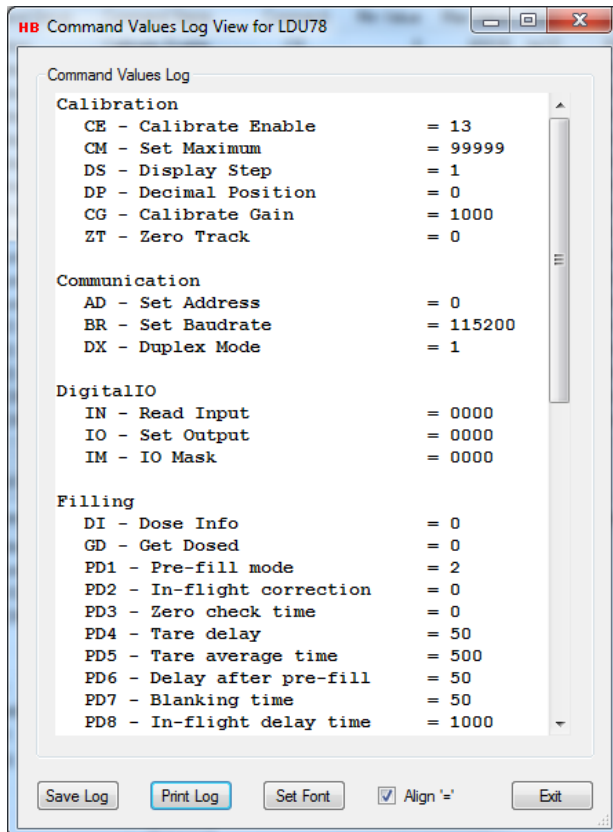 HB Command Values Log View for LDU78
Command Values Log
Calibration
CE - Calibrate Enable = 13
CM - Set Maximum = 99999
DS - Display Step = 1
DP - Decimal Position = 0
CG - Calibrate Gain = 1000
ZT - Zero Track = 0
Communication
AD - Set Address = 0
BR - Set Baudrate = 115200
DX - Duplex Mode = 1
DigitalIO
IN - Read Input = 0000
IO - Set Output = 0000
IM - IO Mask = 0000
Filling
DI - Dose Info = 0
GD - Get Dosed = 0
PD1 - Pre-fill mode = 2
PD2 - In-flight correction = 0
PD3 - Zero check time = 0
PD4 - Tare delay = 50
PD5 - Tare average time = 500
PD6 - Delay after pre-fill = 50
PD7 - Blanking time = 50
PD8 - In-flight delay time = 1000
Save Log Print Log Set Font Align '=' Exit